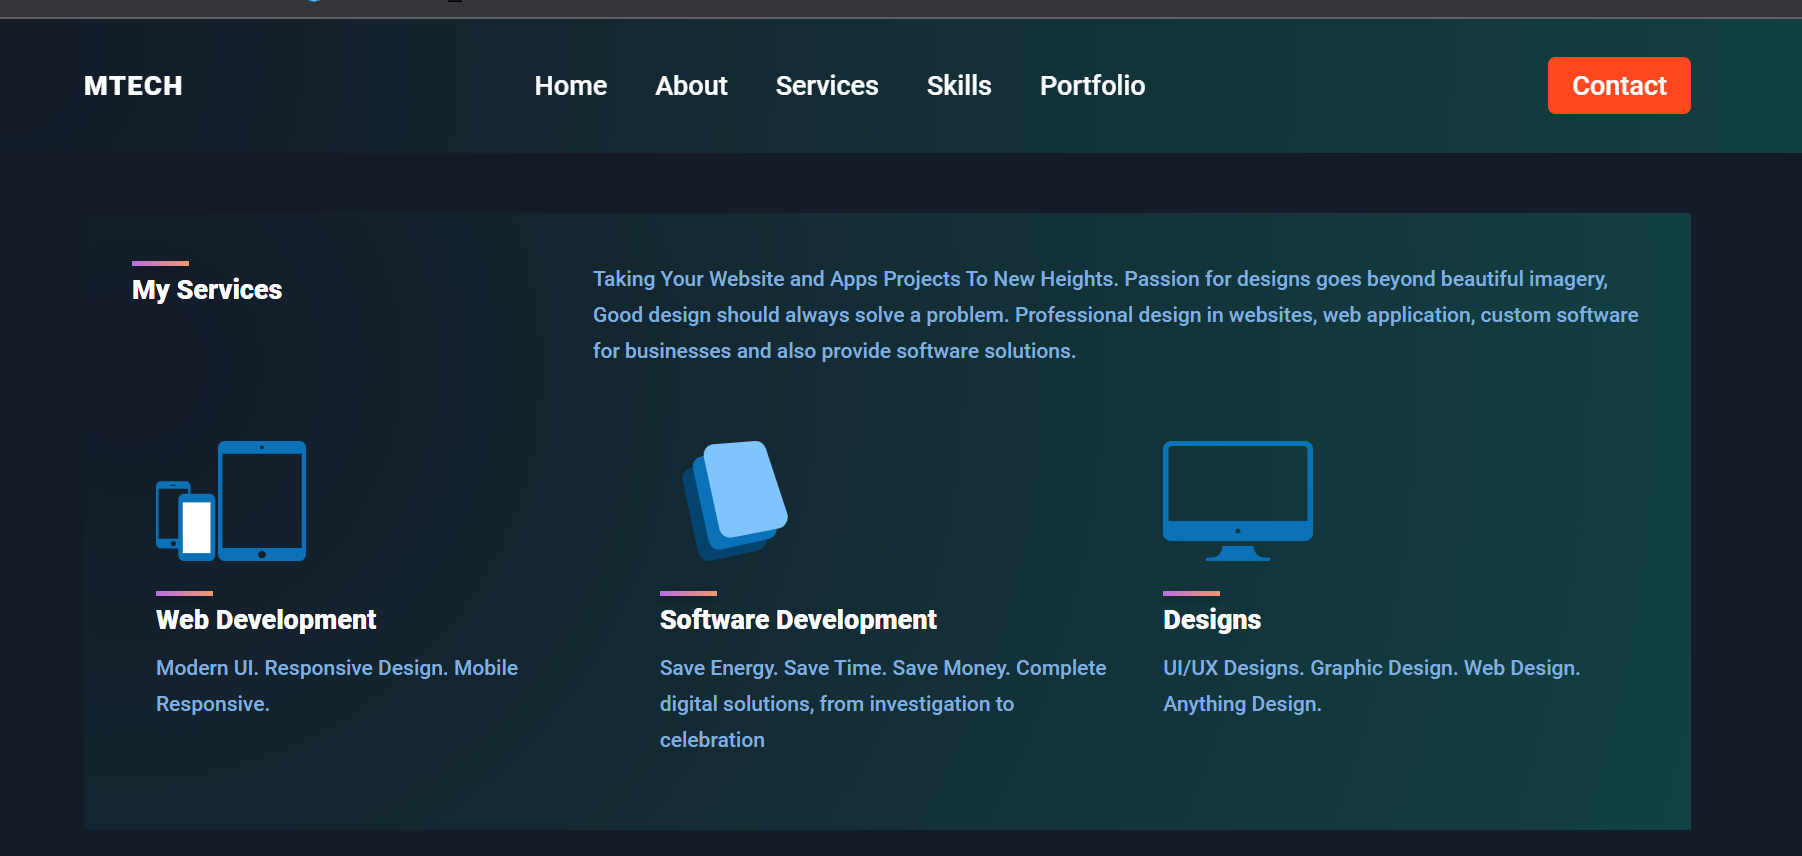 MTECH
Home
About
Services
Skills
Portfolio
Contact
My Services
Taking Your Website and Apps Projects To New Heights. Passion for designs goes beyond beautiful imagery,
Good design should always solve a problem. Professional design in websites, web application, custom software
for businesses and also provide software solutions.
Web Development
Modern UI. Responsive Design. Mobile
Responsive.
Software Development
Save Energy. Save Time. Save Money. Complete
digital solutions, from investigation to
celebration
Designs
UI/UX Designs. Graphic Design. Web Design.
Anything Design.